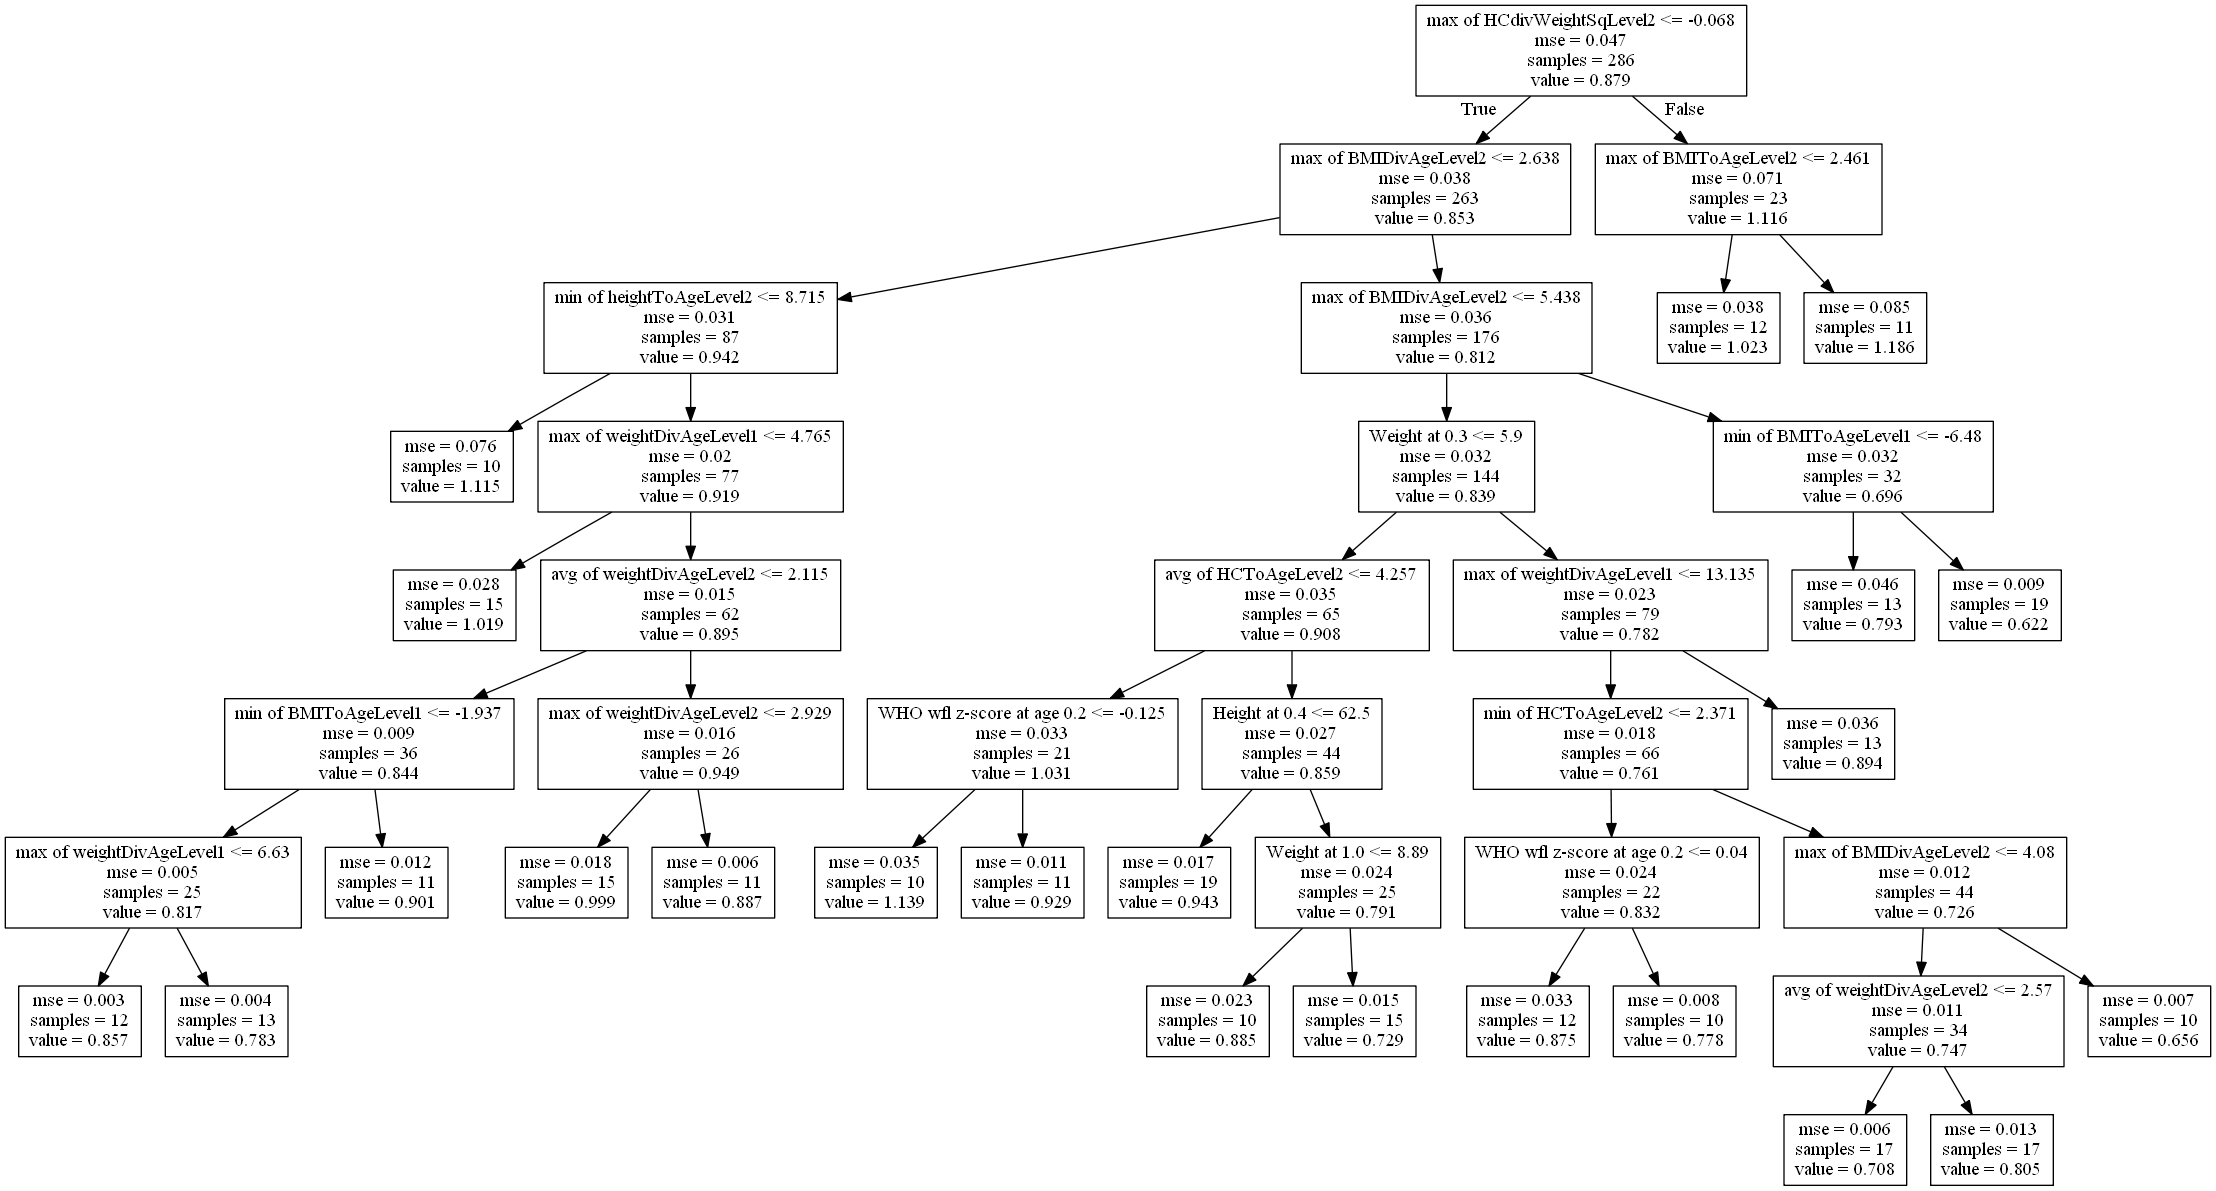 max of HCdivWeightSqLevel2 <= -0.068
mse = 0.047
samples = 286
value = 0.879
True
False
max of BMIDivAgeLevel2 <= 2.638
mse = 0.038
samples = 263
value = 0.853
max of BMIToAgeLevel2 <= 2.461
mse = 0.071
samples = 23
value = 1.116
min of heightToAgeLevel2 <= 8.715
mse = 0.031
samples = 87
value = 0.942
max of BMIDivAgeLevel2 <= 5.438
mse = 0.036
samples = 176
value = 0.812
mse = 0.038
samples = 12
value = 1.023
mse = 0.085
samples = 11
value = 1.186
mse = 0.076
samples = 10
value = 1.115
max of weightDivAgeLevel1 <= 4.765
mse = 0.02
samples = 77
value = 0.919
Weight at 0.3 <= 5.9
mse = 0.032
samples = 144
value = 0.839
min of BMIToAgeLevel1 <= -6.48
mse = 0.032
samples = 32
value = 0.696
mse = 0.028
samples = 15
value = 1.019
avg of weightDivAgeLevel2 <= 2.115
mse = 0.015
samples = 62
value = 0.895
avg of HCToAgeLevel2 <= 4.257
mse = 0.035
samples = 65
value = 0.908
max of weightDivAgeLevel1 <= 13.135
mse = 0.023
samples = 79
value = 0.782
mse = 0.046
samples = 13
value = 0.793
mse = 0.009
samples = 19
value = 0.622
min of BMIToAgeLevel1 <= -1.937
mse = 0.009
samples = 36
value = 0.844
max of weightDivAgeLevel2 <= 2.929
mse = 0.016
samples = 26
value = 0.949
WHO wfl z-score at age 0.2 <= -0.125
mse = 0.033
samples = 21
value = 1.031
Height at 0.4 <= 62.5
mse = 0.027
samples = 44
value = 0.859
min of HCToAgeLevel2 <= 2.371
mse = 0.018
samples = 66
value = 0.761
mse = 0.036
samples = 13
value = 0.894
max of weightDivAgeLevel1 <= 6.63
mse = 0.005
samples = 25
value = 0.817
mse = 0.012
samples = 11
value = 0.901
mse = 0.018
samples = 15
value = 0.999
mse = 0.006
samples = 11
value = 0.887
mse = 0.035
samples = 10
value = 1.139
mse = 0.011
samples = 11
value = 0.929
mse = 0.017
samples = 19
value = 0.943
Weight at 1.0 <= 8.89
mse = 0.024
samples = 25
value = 0.791
WHO wfl z-score at age 0.2 <= 0.04
mse = 0.024
samples = 22
value = 0.832
max of BMIDivAgeLevel2 <= 4.08
mse = 0.012
samples = 44
value = 0.726
mse = 0.003
samples = 12
value = 0.857
mse = 0.004
samples = 13
value = 0.783
mse = 0.023
samples = 10
value = 0.885
mse = 0.015
samples = 15
value = 0.729
mse = 0.033
samples = 12
value = 0.875
mse = 0.008
samples = 10
value = 0.778
avg of weightDivAgeLevel2 <= 2.57
mse = 0.011
samples = 34
value = 0.747
mse = 0.007
samples = 10
value = 0.656
mse = 0.006
samples = 17
value = 0.708
mse = 0.013
samples = 17
value = 0.805